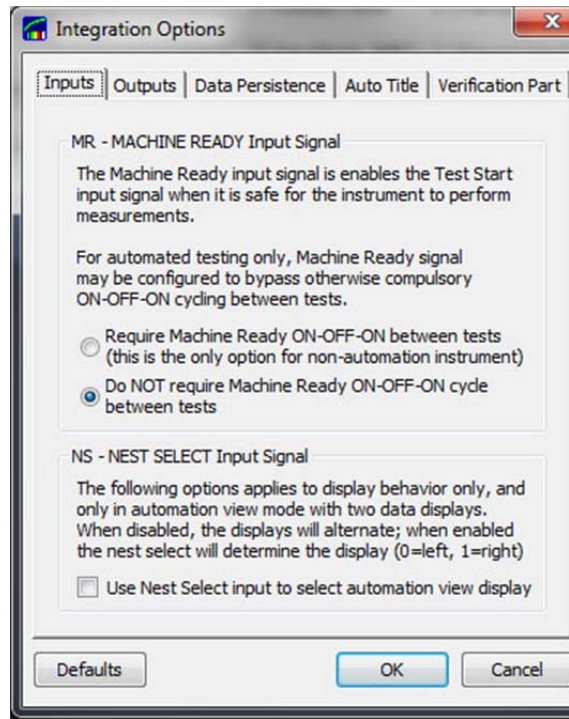 Integration Options
Inputs Outputs Data Persistence Auto Title Verification Part
MR - MACHINE READY Input Signal
The Machine Ready input signal is enables the Test Start
input signal when it is safe for the instrument to perform
measurements.
For automated testing only, Machine Ready signal
may be configured to bypass otherwise compulsory
ON-OFF-ON cycling between tests.
Require Machine Ready ON-OFF-ON between tests
(this is the only option for non-automation instrument)
Do NOT require Machine Ready ON-OFF-ON cycle
between tests
NS - NEST SELECT Input Signal
The following options applies to display behavior only, and
only in automation view mode with two data displays.
When disabled, the displays will alternate; when enabled
the nest select will determine the display (0=left, 1=right)
Use Nest Select input to select automation view display
Defaults OK Cancel